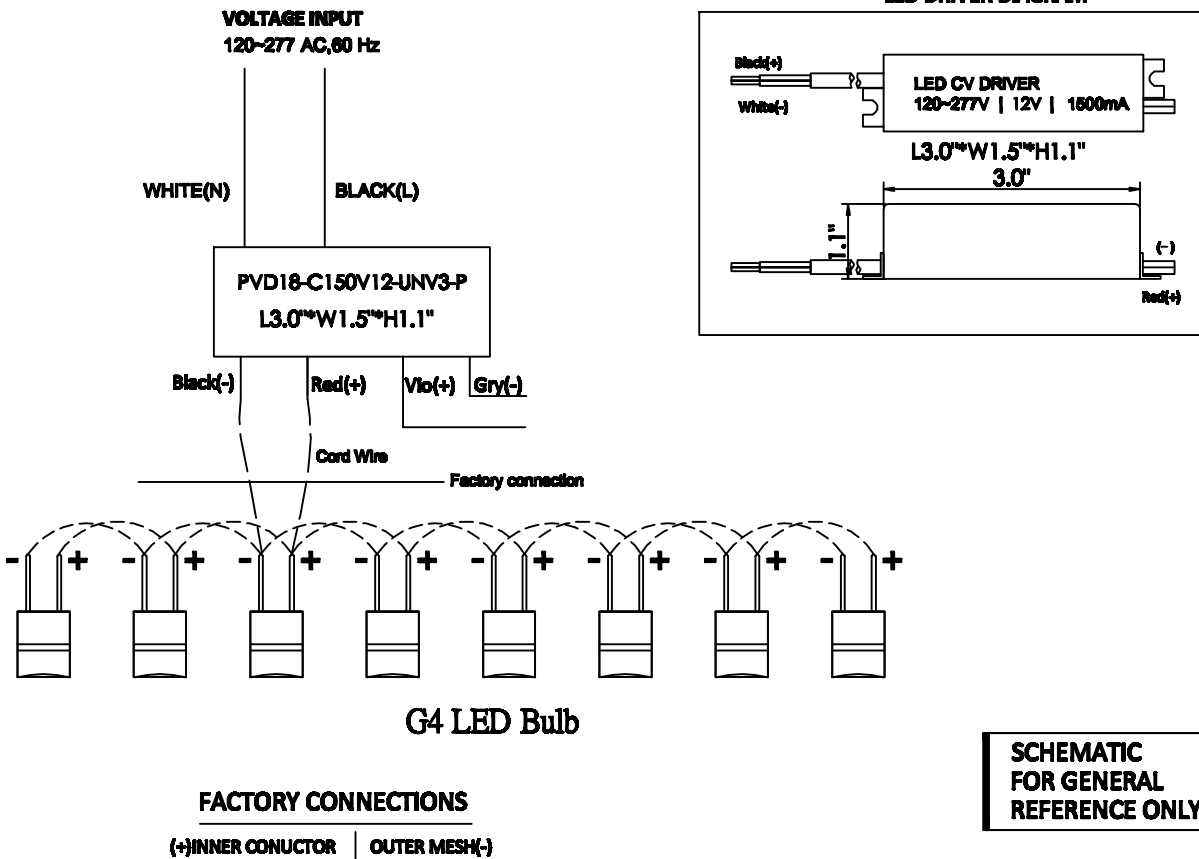 VOLTAGE INPUT
120~277 AC,60 Hz
WHITE(N)
BLACK(L)
PVD18-C150V12-UNV3-P
L3.0"*W1.5"*H1.1"
Black(-)
Red(+)
Vio(+)
Gry(-)
Cord Wire
Factory connection
- + - + - + - + - + - + - + - +
G4 LED Bulb
FACTORY CONNECTIONS
(+)INNER CONUCTOR | OUTER MESH(-)
LED DRIVER DIAGRAM
Black(+)
White(-)
LED CV DRIVER
120~277V | 12V | 1500mA
L3.0"*W1.5"*H1.1"
3.0"
1.1"
(-)
Red(+)
SCHEMATIC
FOR GENERAL
REFERENCE ONLY